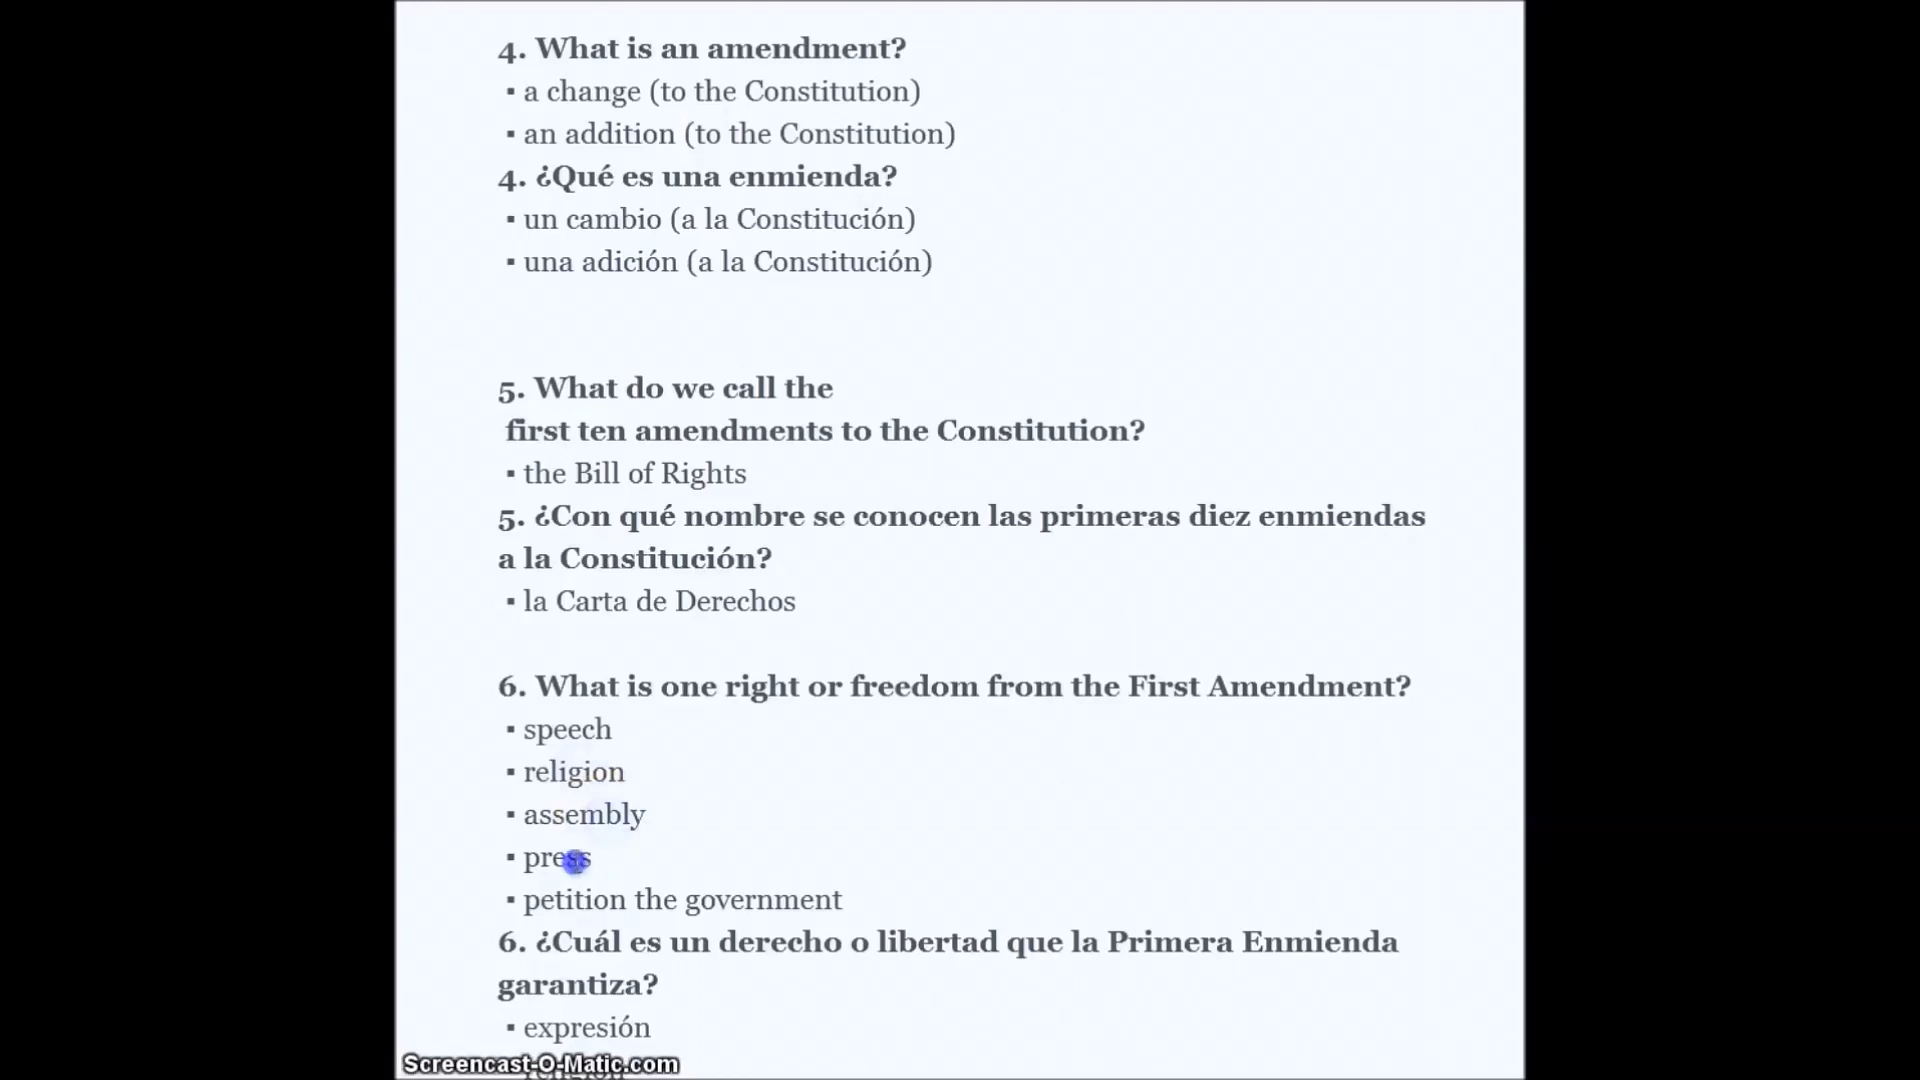 4. What is an amendment?
▪ a change (to the Constitution)
▪ an addition (to the Constitution)
4. ¿Qué es una enmienda?
▪ un cambio (a la Constitución)
▪ una adición (a la Constitución)
5. What do we call the
first ten amendments to the Constitution?
▪ the Bill of Rights
5. ¿Con qué nombre se conocen las primeras diez enmiendas
a la Constitución?
▪ la Carta de Derechos
6. What is one right or freedom from the First Amendment?
▪ speech
▪ religion
▪ assembly
▪ press
▪ petition the government
6. ¿Cuál es un derecho o libertad que la Primera Enmienda
garantiza?
▪ expresión
Screencast-O-Matic.com